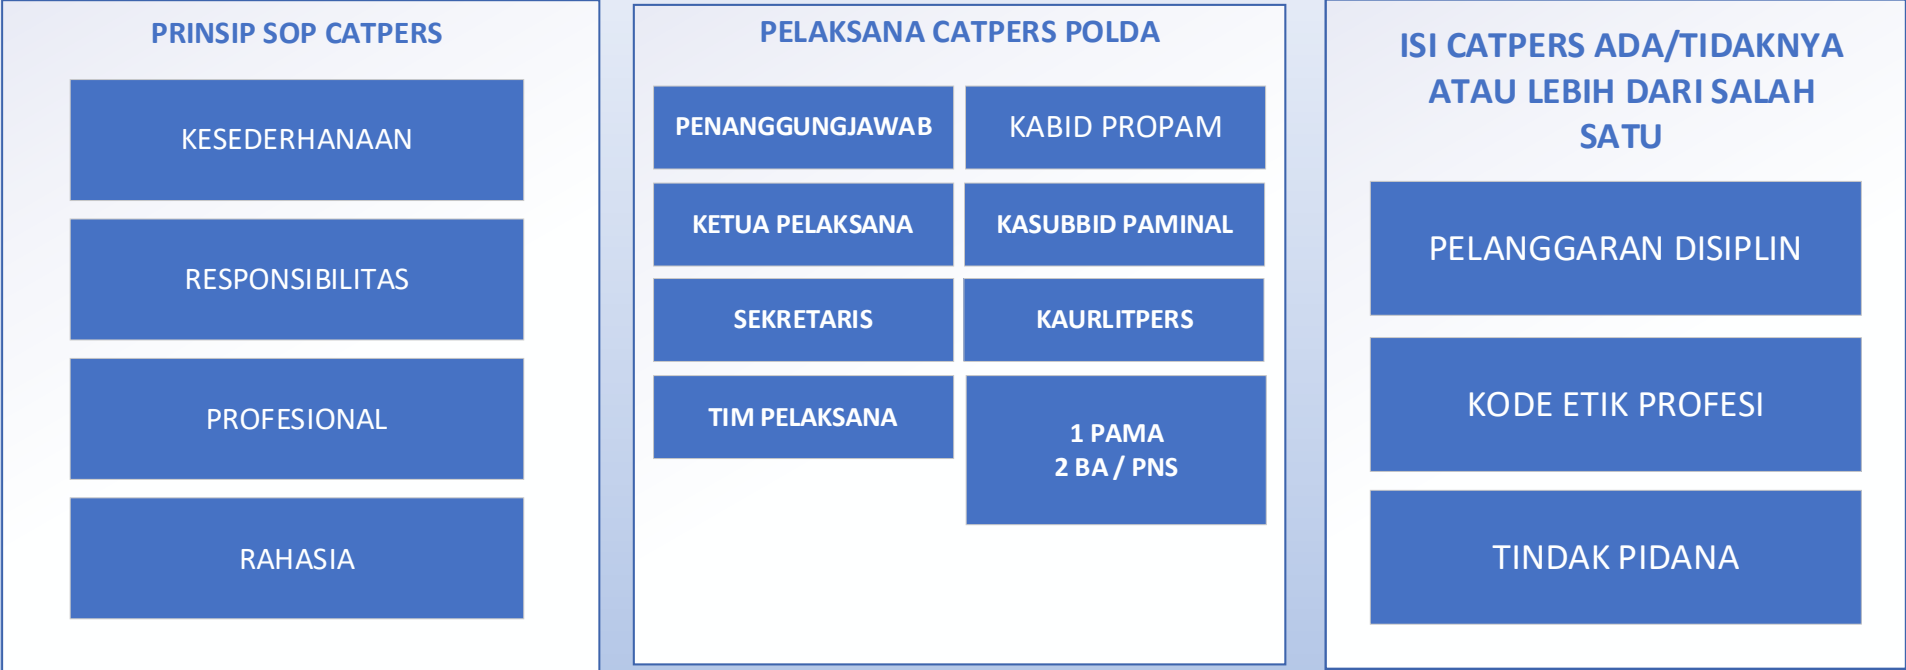 PRINSIP SOP CATPERS
KESEDERHANAAN
RESPONSIBILITAS
PROFESIONAL
RAHASIA
PELAKSANA CATPERS POLDA
PENANGGUNGJAWAB
KABID PROPAM
KETUA PELAKSANA
KASUBBID PAMINAL
SEKRETARIS
KAURLITPERS
TIM PELAKSANA
1 PAMA
2 BA / PNS
ISI CATPERS ADA/TIDAKNYA
ATAU LEBIH DARI SALAH
SATU
PELANGGARAN DISIPLIN
KODE ETIK PROFESI
TINDAK PIDANA